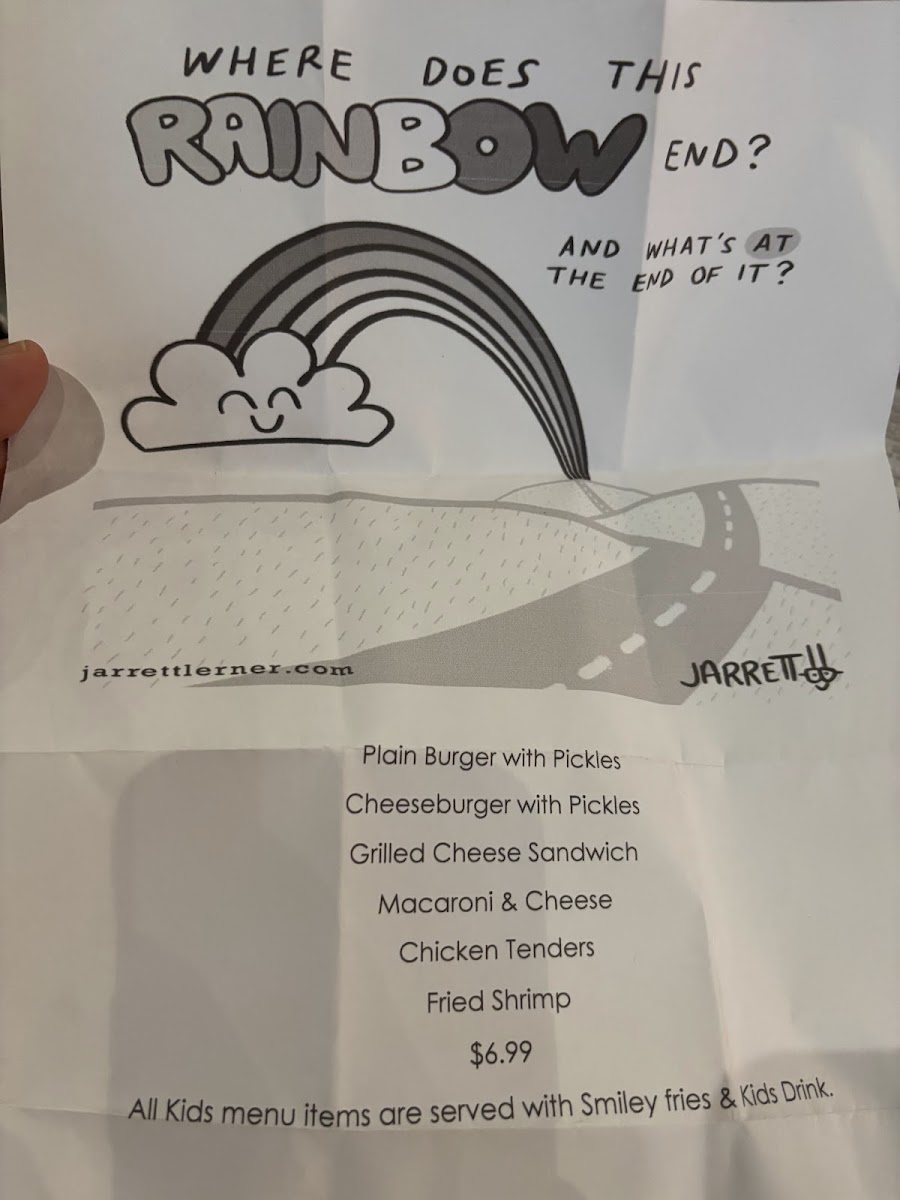 WHERE DOES THIS
RAINBOW END?
AND WHAT'S AT
THE END OF IT?
jarrettlerner.com
JARRETT
Plain Burger with Pickles
Cheeseburger with Pickles
Grilled Cheese Sandwich
Macaroni & Cheese
Chicken Tenders
Fried Shrimp
$6.99
All Kids menu items are served with Smiley fries & Kids Drink.